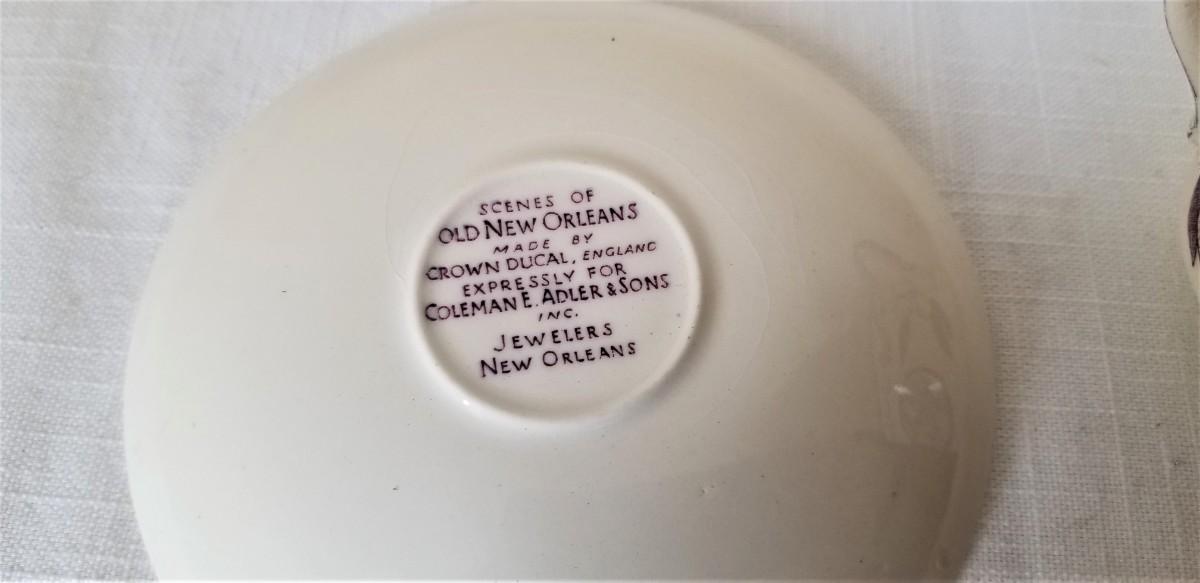 SCENES OF
OLD NEW ORLEANS
MADE BY
CROWN DUCAL, ENGLAND
EXPRESSLY FOR
COLEMAN E. ADLER & SONS
INC.
JEWELERS
NEW ORLEANS